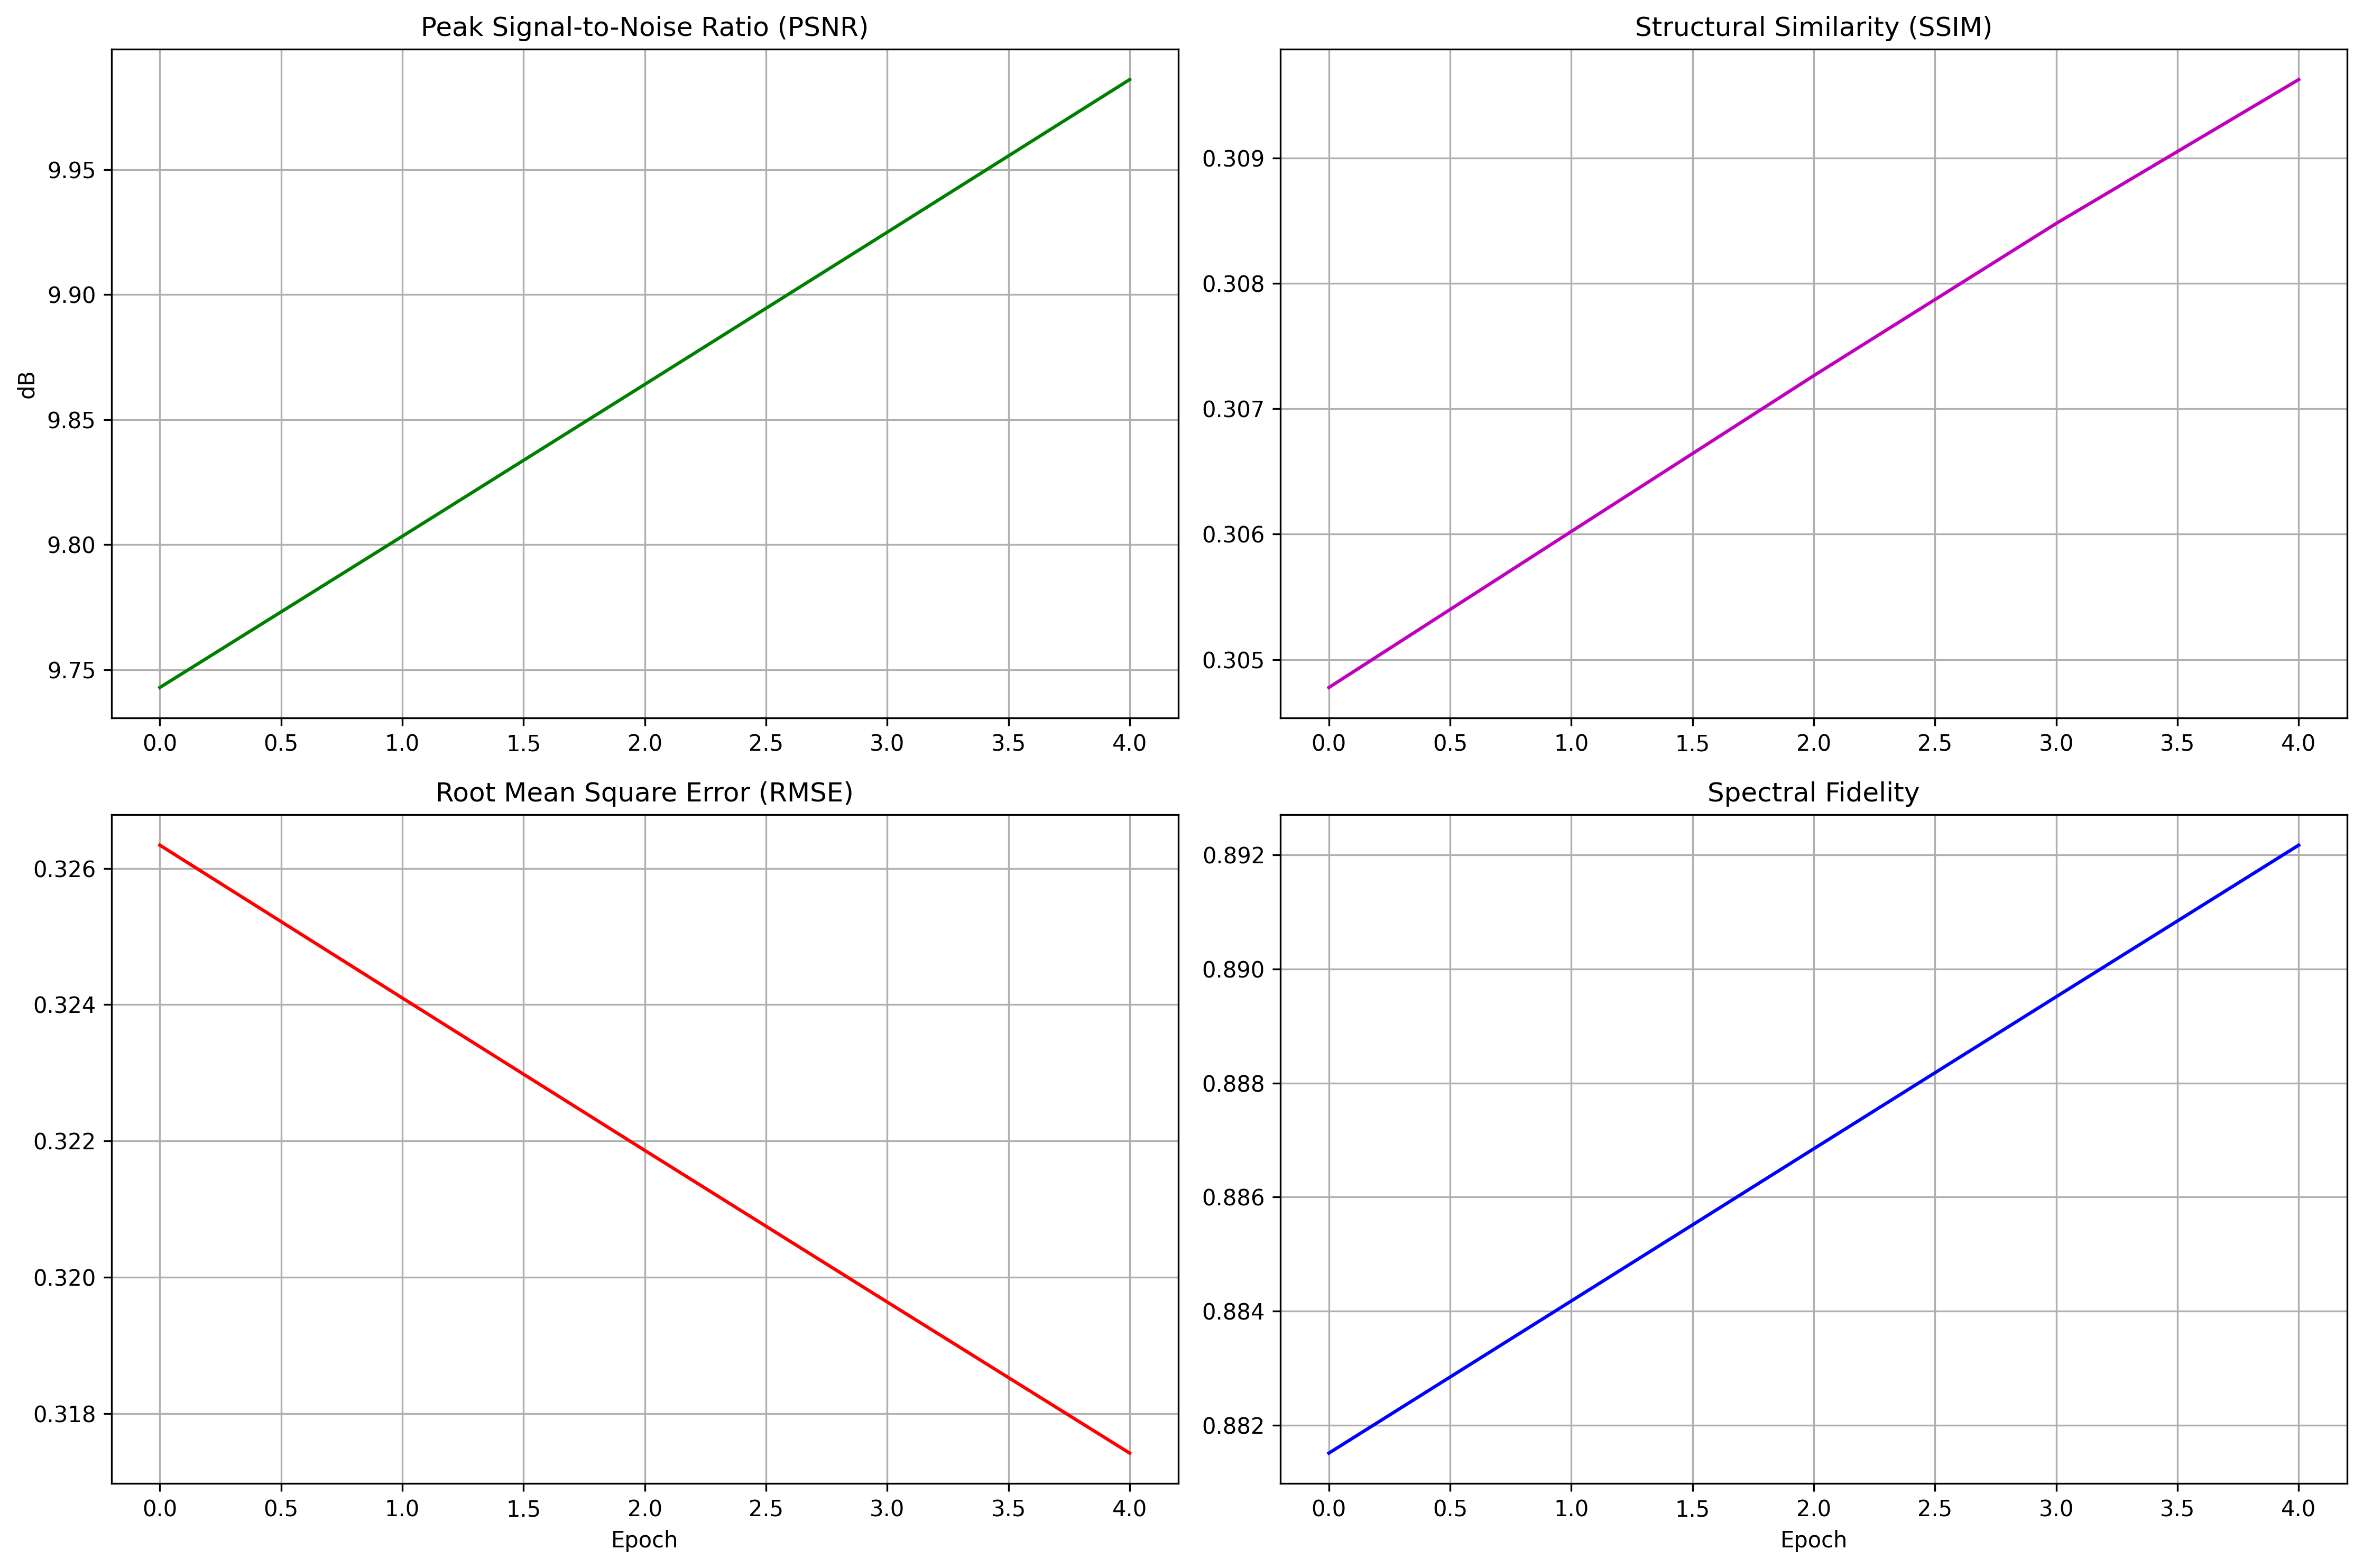 Peak Signal-to-Noise Ratio (PSNR)
9.95
9.90
9.85
9.80
9.75
dB
0.0 0.5 1.0 1.5 2.0 2.5 3.0 3.5 4.0
Structural Similarity (SSIM)
0.309
0.308
0.307
0.306
0.305
0.0 0.5 1.0 1.5 2.0 2.5 3.0 3.5 4.0
Root Mean Square Error (RMSE)
0.326
0.324
0.322
0.320
0.318
0.0 0.5 1.0 1.5 2.0 2.5 3.0 3.5 4.0
Epoch
Spectral Fidelity
0.892
0.890
0.888
0.886
0.884
0.882
0.0 0.5 1.0 1.5 2.0 2.5 3.0 3.5 4.0
Epoch